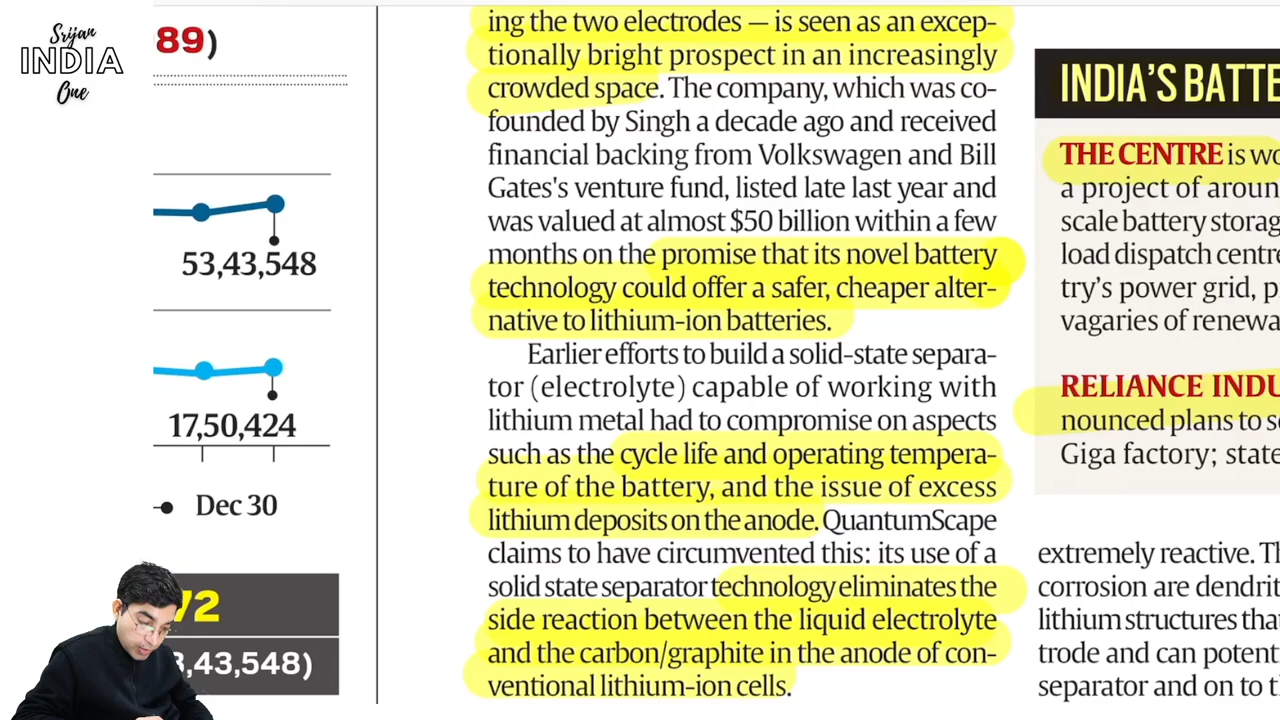 Srijan
INDIA
One
89)
53,43,548
17,50,424
Dec 30
72
,43,548)
ing the two electrodes — is seen as an excep-
tionally bright prospect in an increasingly
crowded space. The company, which was co-
founded by Singh a decade ago and received
financial backing from Volkswagen and Bill
Gates's venture fund, listed late last year and
was valued at almost $50 billion within a few
months on the promise that its novel battery
technology could offer a safer, cheaper alter-
native to lithium-ion batteries.
Earlier efforts to build a solid-state separa-
tor (electrolyte) capable of working with
lithium metal had to compromise on aspects
such as the cycle life and operating tempera-
ture of the battery, and the issue of excess
lithium deposits on the anode. QuantumScape
claims to have circumvented this: its use of a
solid state separator technology eliminates the
side reaction between the liquid electrolyte
and the carbon/graphite in the anode of con-
ventional lithium-ion cells.
INDIA'S BATTE
THE CENTRE is wo
a project of aroun
scale battery storag
load dispatch centre
try's power grid, p
vagaries of renewa
RELIANCE INDU
nounced plans to se
Giga factory; state
extremely reactive. Th
corrosion are dendrit
lithium structures tha
trode and can potent
separator and on to t